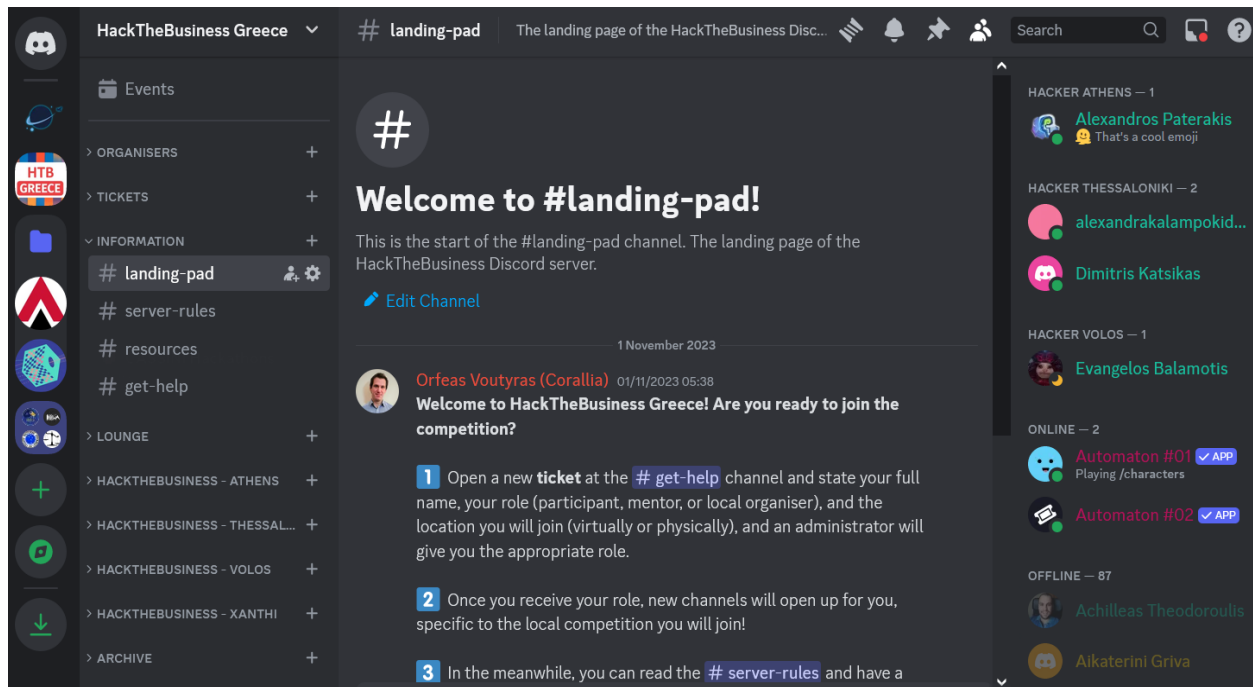 HackTheBusiness Greece
landing-pad
The landing page of the HackTheBusiness Disc...
Search
HTB
GREECE
Events
ORGANISERS
TICKETS
INFORMATION
# landing-pad
# server-rules
# resources
# get-help
LOUNGE
HACKTHEBUSINESS - ATHENS
HACKTHEBUSINESS - THESSAL...
HACKTHEBUSINESS - VOLOS
HACKTHEBUSINESS - XANTHI
ARCHIVE
#
Welcome to #landing-pad!
This is the start of the #landing-pad channel. The landing page of the
HackTheBusiness Discord server.
Edit Channel
1 November 2023
Orfeas Voutyras (Corallia) 01/11/2023 05:38
Welcome to HackTheBusiness Greece! Are you ready to join the
competition?
1 Open a new ticket at the # get-help channel and state your full
name, your role (participant, mentor, or local organiser), and the
location you will join (virtually or physically), and an administrator will
give you the appropriate role.
2 Once you receive your role, new channels will open up for you,
specific to the local competition you will join!
3 In the meanwhile, you can read the # server-rules and have a
HACKER ATHENS — 1
Alexandros Paterakis
That's a cool emoji
HACKER THESSALONIKI — 2
alexandrakalampokid...
Dimitris Katsikas
HACKER VOLOS — 1
Evangelos Balamotis
ONLINE — 2
Automaton #01 ✓ APP
Playing /characters
Automaton #02 ✓ APP
OFFLINE — 87
Achilleas Theodoroulis
Aikaterini Griva